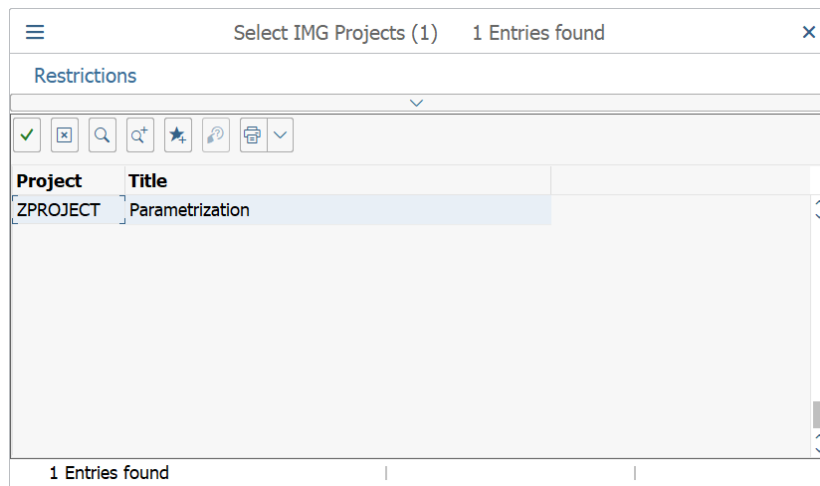 Select IMG Projects (1) 1 Entries found
Restrictions
Project Title
ZPROJECT Parametrization
1 Entries found